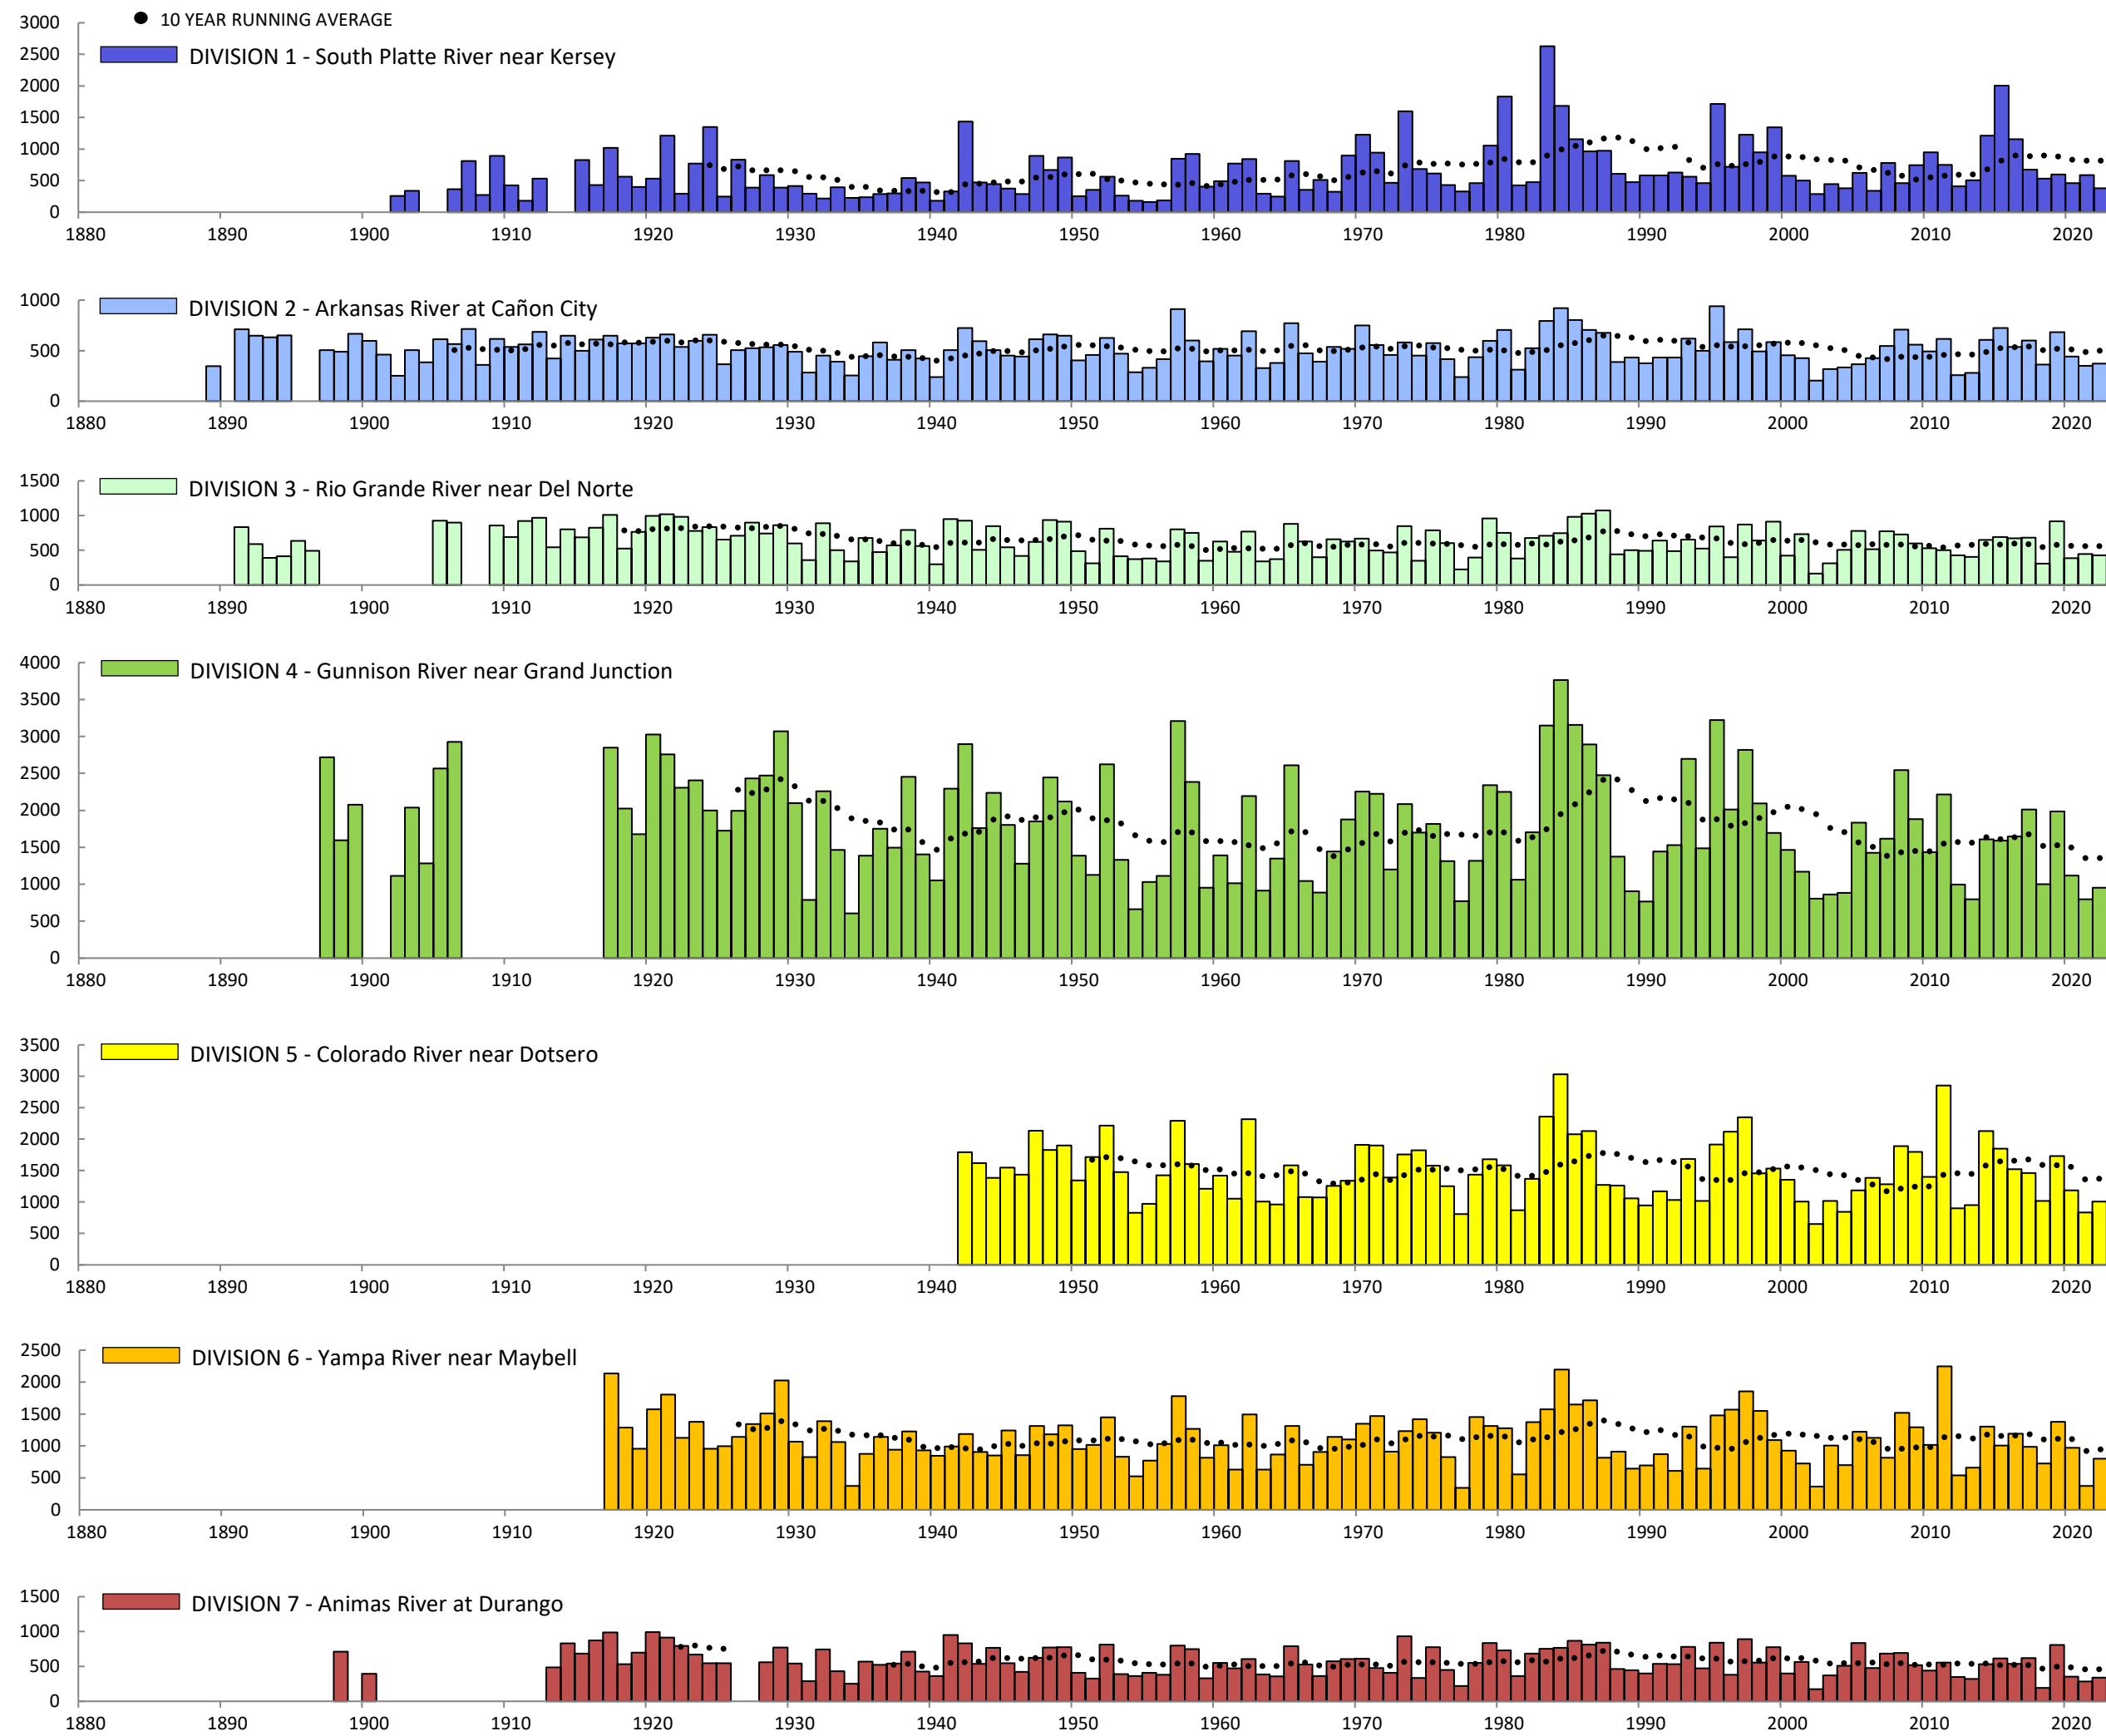 10 YEAR RUNNING AVERAGE
3000
DIVISION 1 - South Platte River near Kersey
2500
2000
1500
1000
500
0
1880 1890 1900 1910 1920 1930 1940 1950 1960 1970 1980 1990 2000 2010 2020
DIVISION 2 - Arkansas River at Cañon City
1000
500
0
1880 1890 1900 1910 1920 1930 1940 1950 1960 1970 1980 1990 2000 2010 2020
1500
DIVISION 3 - Rio Grande River near Del Norte
1000
500
0
1880 1890 1900 1910 1920 1930 1940 1950 1960 1970 1980 1990 2000 2010 2020
4000
DIVISION 4 - Gunnison River near Grand Junction
3500
3000
2500
2000
1500
1000
500
0
1880 1890 1900 1910 1920 1930 1940 1950 1960 1970 1980 1990 2000 2010 2020
3500
DIVISION 5 - Colorado River near Dotsero
3000
2500
2000
1500
1000
500
0
1880 1890 1900 1910 1920 1930 1940 1950 1960 1970 1980 1990 2000 2010 2020
2500
DIVISION 6 - Yampa River near Maybell
2000
1500
1000
500
0
1880 1890 1900 1910 1920 1930 1940 1950 1960 1970 1980 1990 2000 2010 2020
1500
DIVISION 7 - Animas River at Durango
1000
500
0
1880 1890 1900 1910 1920 1930 1940 1950 1960 1970 1980 1990 2000 2010 2020